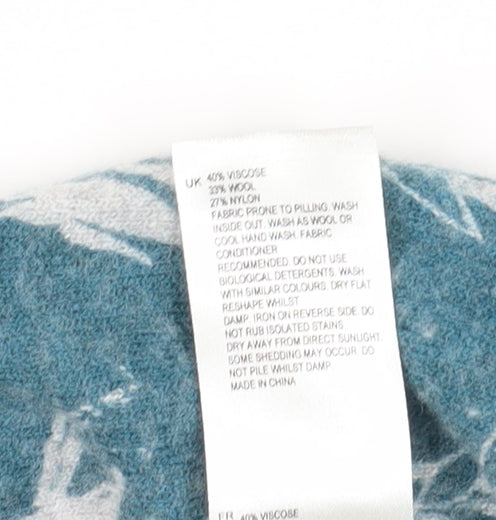 UK 40% VISCOSE
33% WOOL
27% NYLON
FABRIC PRONE TO PILLING. WASH
INSIDE OUT. WASH AS WOOL OR
COOL HAND WASH. FABRIC
CONDITIONER
RECOMMENDED. DO NOT USE
BIOLOGICAL DETERGENTS. WASH
WITH SIMILAR COLOURS. DRY FLAT
RESHAPE WHILST
DAMP. IRON ON REVERSE SIDE. DO
NOT RUB ISOLATED STAINS.
DRY AWAY FROM DIRECT SUNLIGHT.
SOME SHEDDING MAY OCCUR. DO
NOT PILE WHILST DAMP.
MADE IN CHINA
FR 40% VISCOSE